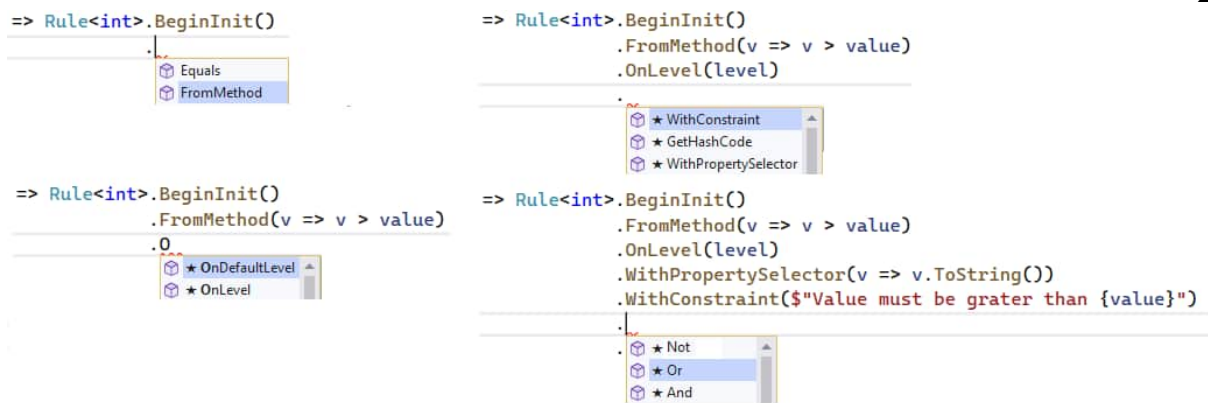 => Rule<int>.BeginInit()
.
Equals
FromMethod
=> Rule<int>.BeginInit()
.FromMethod(v => v > value)
.OnLevel(level)
.
★ WithConstraint
★ GetHashCode
★ WithPropertySelector
=> Rule<int>.BeginInit()
.FromMethod(v => v > value)
.O
★ OnDefaultLevel
★ OnLevel
=> Rule<int>.BeginInit()
.FromMethod(v => v > value)
.OnLevel(level)
.WithPropertySelector(v => v.ToString())
.WithConstraint($"Value must be grater than {value}")
.
.
★ Not
★ Or
★ And